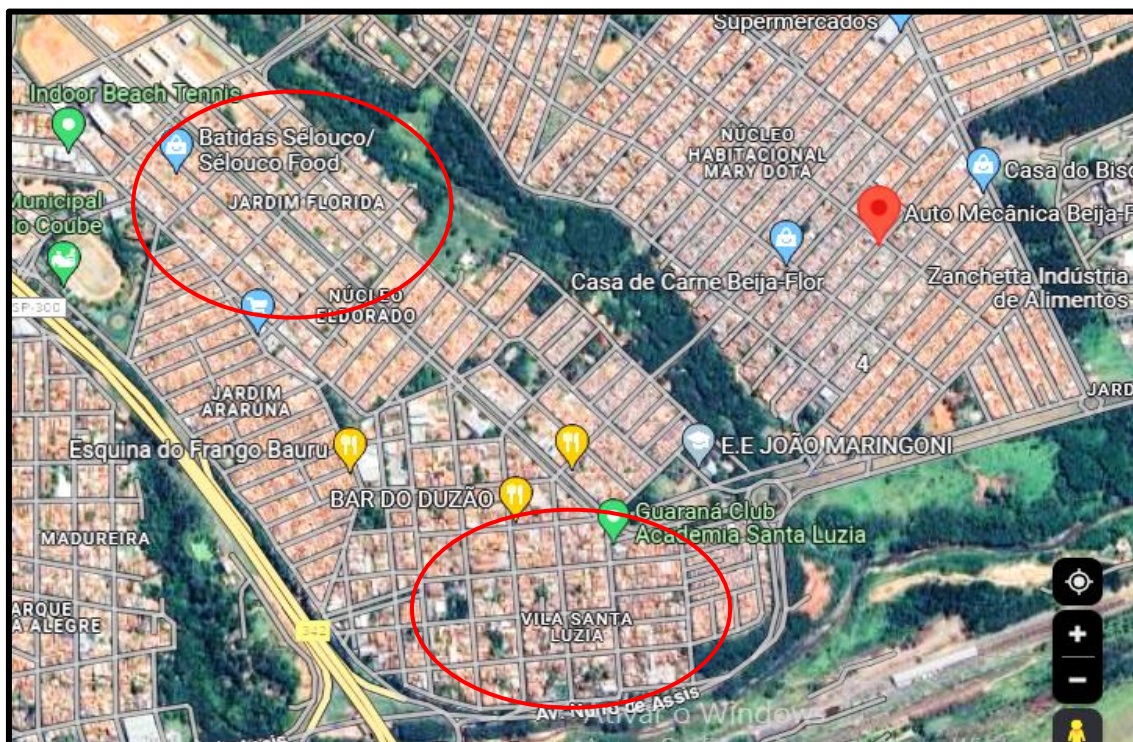 Supermercados
Indoor Beach Tennis
Batidas Sélouco/
Sélouco Food
NÚCLEO
HABITACIONAL
MARY DOTA
Casa do Bisc
JARDIM FLORIDA
Municipal
do Coube
Auto Mecânica Beija-F
Casa de Carne Beija-Flor
Zanchetta Indústria
de Alimentos
SP-300
NÚCLEO
ELDORADO
4
JARDIM
ARARUNA
JARD
Esquina do Frango Bauru
E.E JOÃO MARINGONI
BAR DO DUZÃO
Guaraná Club
Academia Santa Luzia
MADUREIRA
ARQUE
A ALEGRE
VILA SANTA
LUZIA
342
+
−
Av. Nuno de Assis
Ativar o Windows
Assis